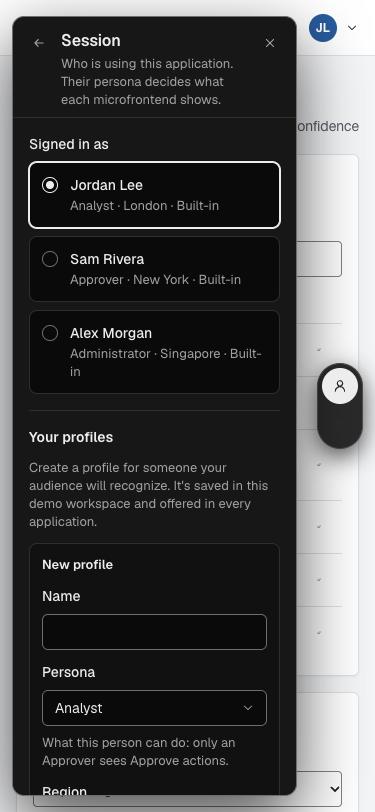 JL
Session
Who is using this application.
Their persona decides what
each microfrontend shows.
onfidence
Signed in as
Jordan Lee
Analyst · London · Built-in
Sam Rivera
Approver · New York · Built-in
Alex Morgan
Administrator · Singapore · Built-
in
Your profiles
Create a profile for someone your
audience will recognize. It's saved in this
demo workspace and offered in every
application.
New profile
Name
Persona
Analyst
What this person can do: only an
Approver sees Approve actions.
Region